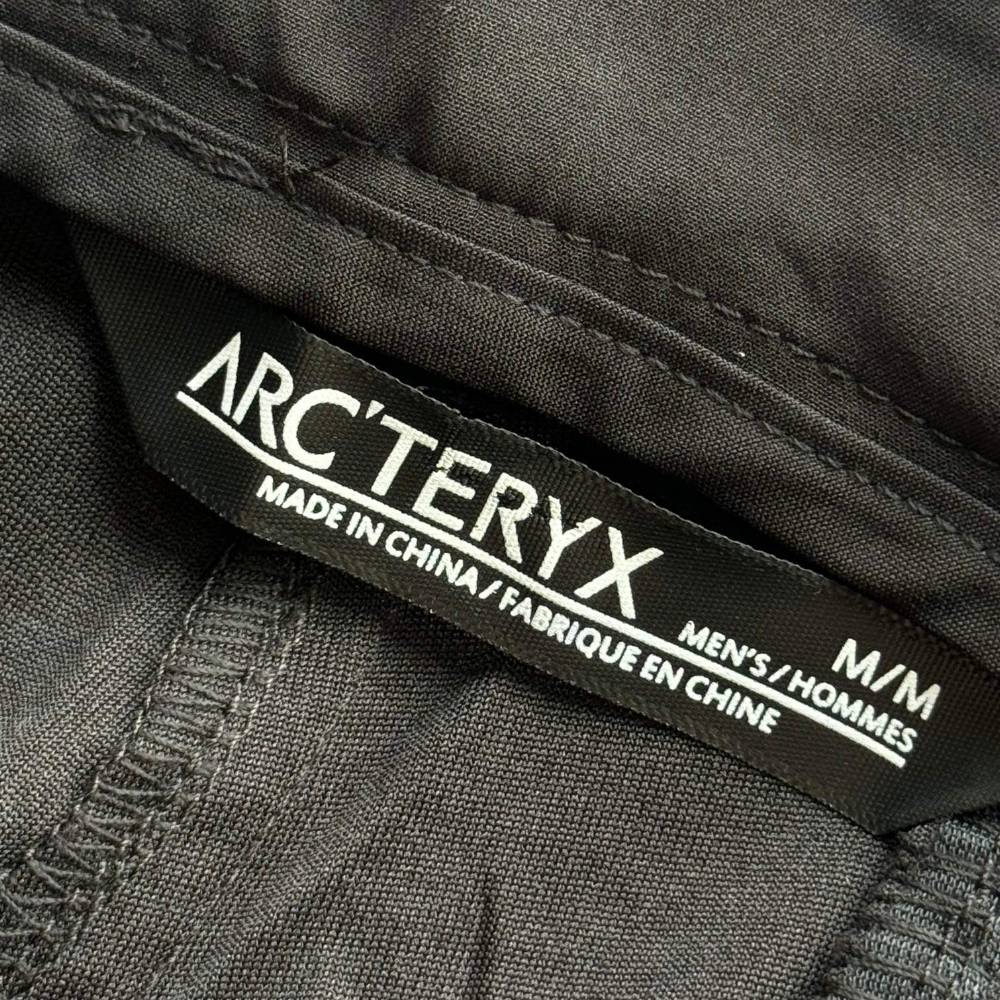 ARC'TERYX
M/M
MEN'S / HOMMES
MADE IN CHINA / FABRIQUE EN CHINE